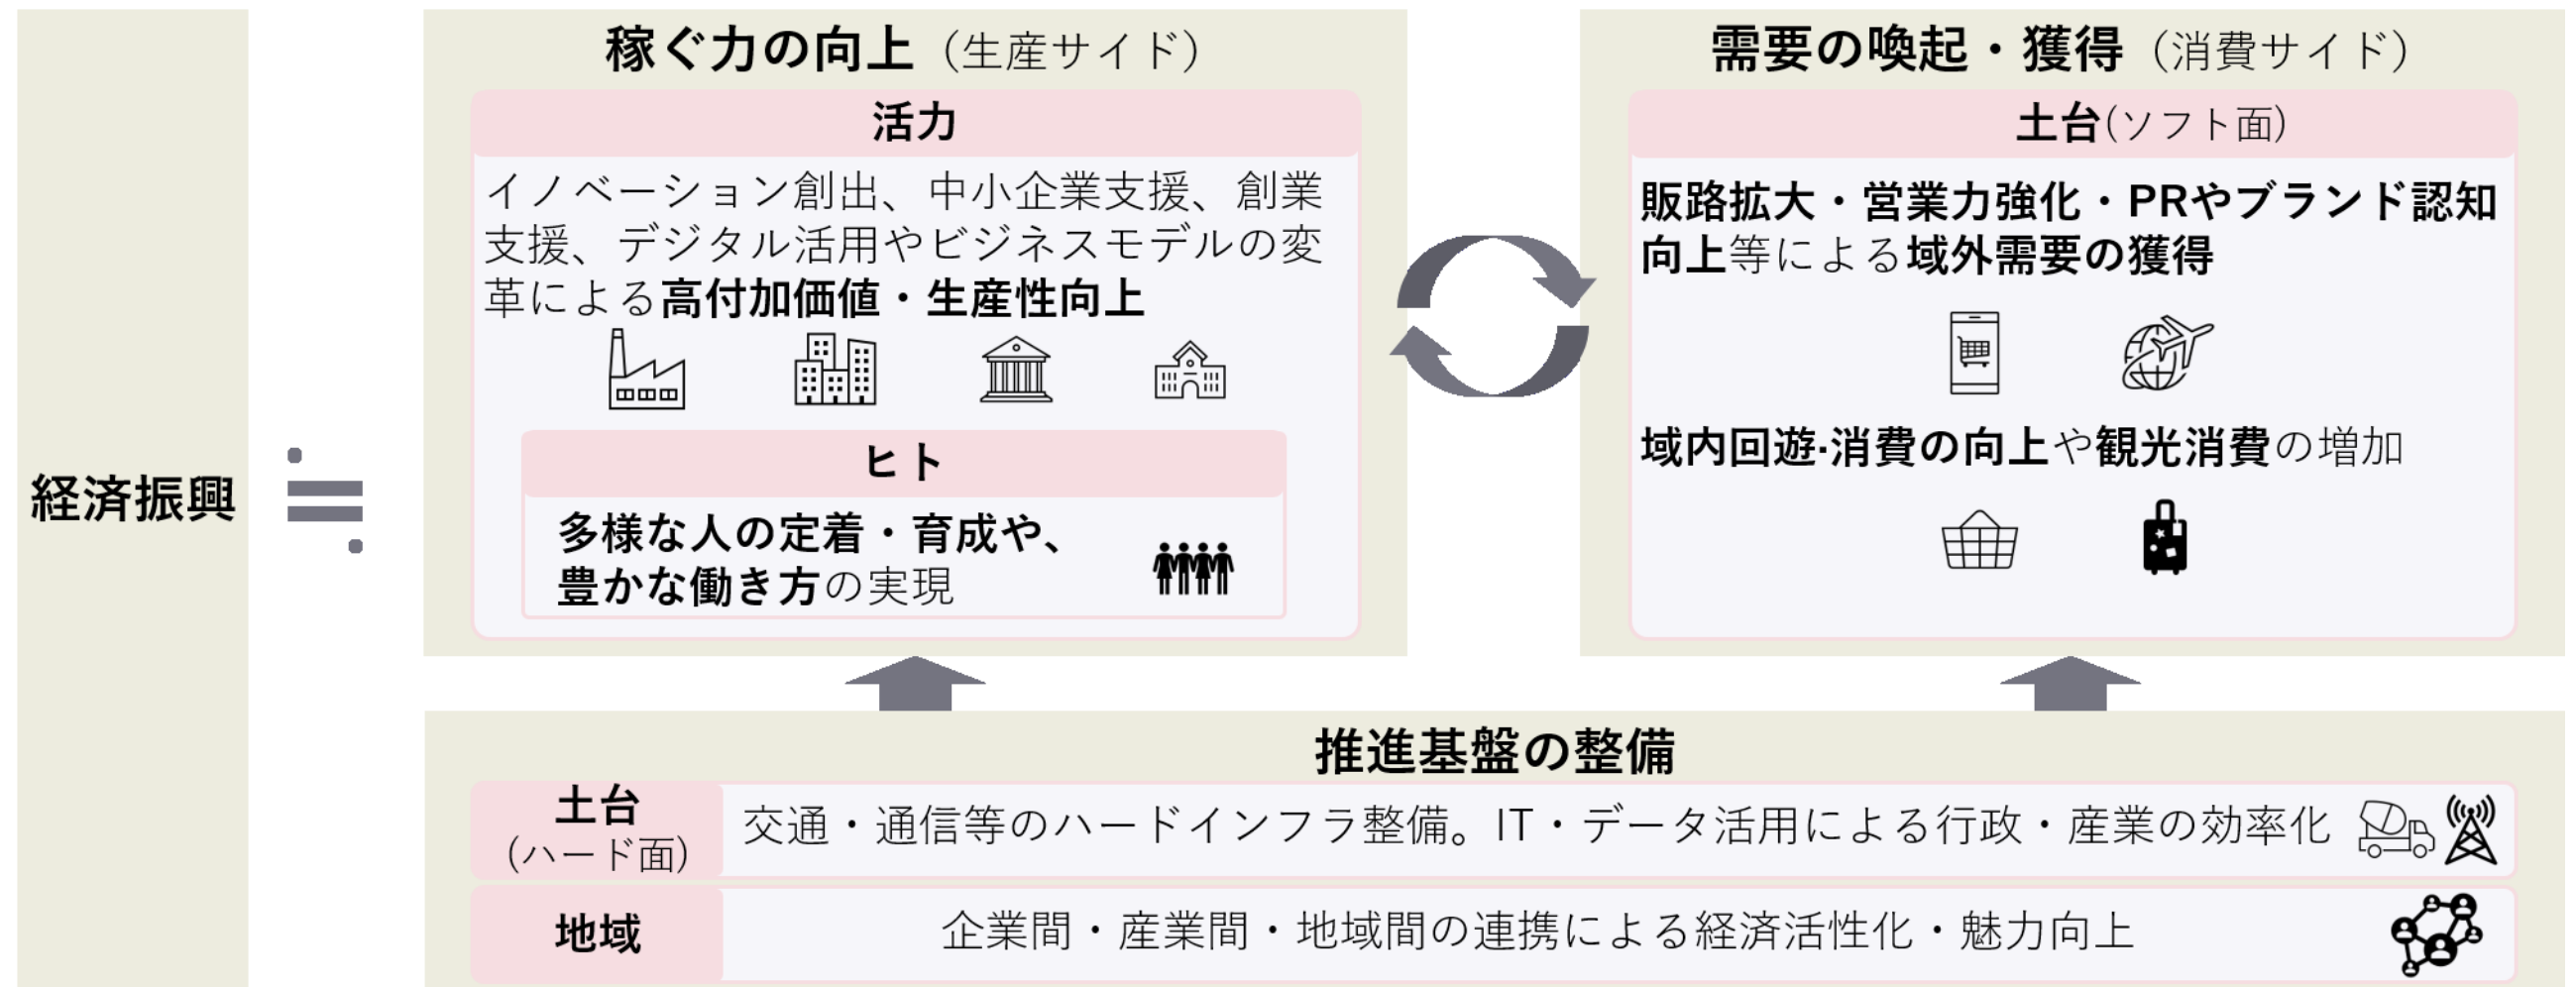 経済振興
≒
稼ぐ力の向上（生産サイド）
活力
イノベーション創出、中小企業支援、創業
支援、デジタル活用やビジネスモデルの変
革による高付加価値・生産性向上
ヒト
多様な人の定着・育成や、
豊かな働き方の実現
需要の喚起・獲得（消費サイド）
土台(ソフト面)
販路拡大・営業力強化・PRやブランド認知
向上等による域外需要の獲得
域内回遊·消費の向上や観光消費の増加
推進基盤の整備
土台
(ハード面)
交通・通信等のハードインフラ整備。IT・データ活用による行政・産業の効率化
地域
企業間・産業間・地域間の連携による経済活性化・魅力向上